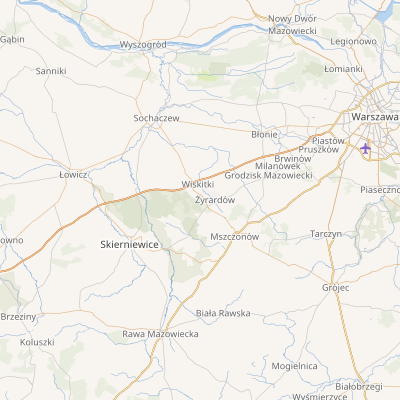 Nowy Dwór
Mazowiecki
Gąbin
Wyszogród
Legionowo
Sanniki
Łomianki
Sochaczew
Warszawa
Błonie
Piastów
Pruszków
Brwinów
Milanówek
Grodzisk Mazowiecki
Łowicz
Wiskitki
Piaseczno
Żyrardów
Tarczyn
Mszczonów
owno
Skierniewice
Grójec
Biała Rawska
Brzeziny
Rawa Mazowiecka
Koluszki
Mogielnica
Białobrzegi
Wyśmierzyce